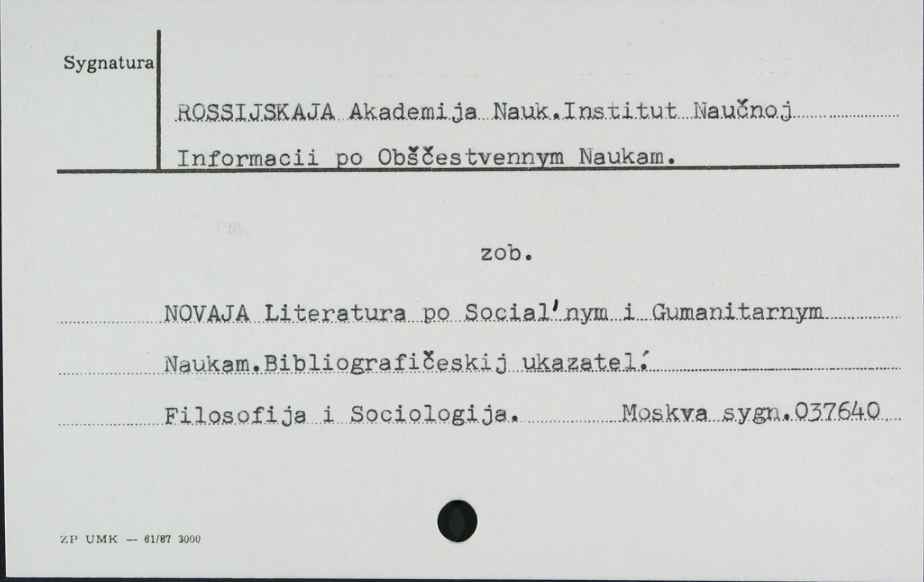 Sygnatura
ROSSIJSKAJA Akademija Nauk.Institut Naučnoj
Informacii po Obščestvennym Naukam.
zob.
NOVAJA Literatura po Social'nym i Gumanitarnym
Naukam.Bibliografičeskij ukazatel'.
Filosofija i Sociologija. Moskva sygn.037640
ZP UMK — 61/87 3000